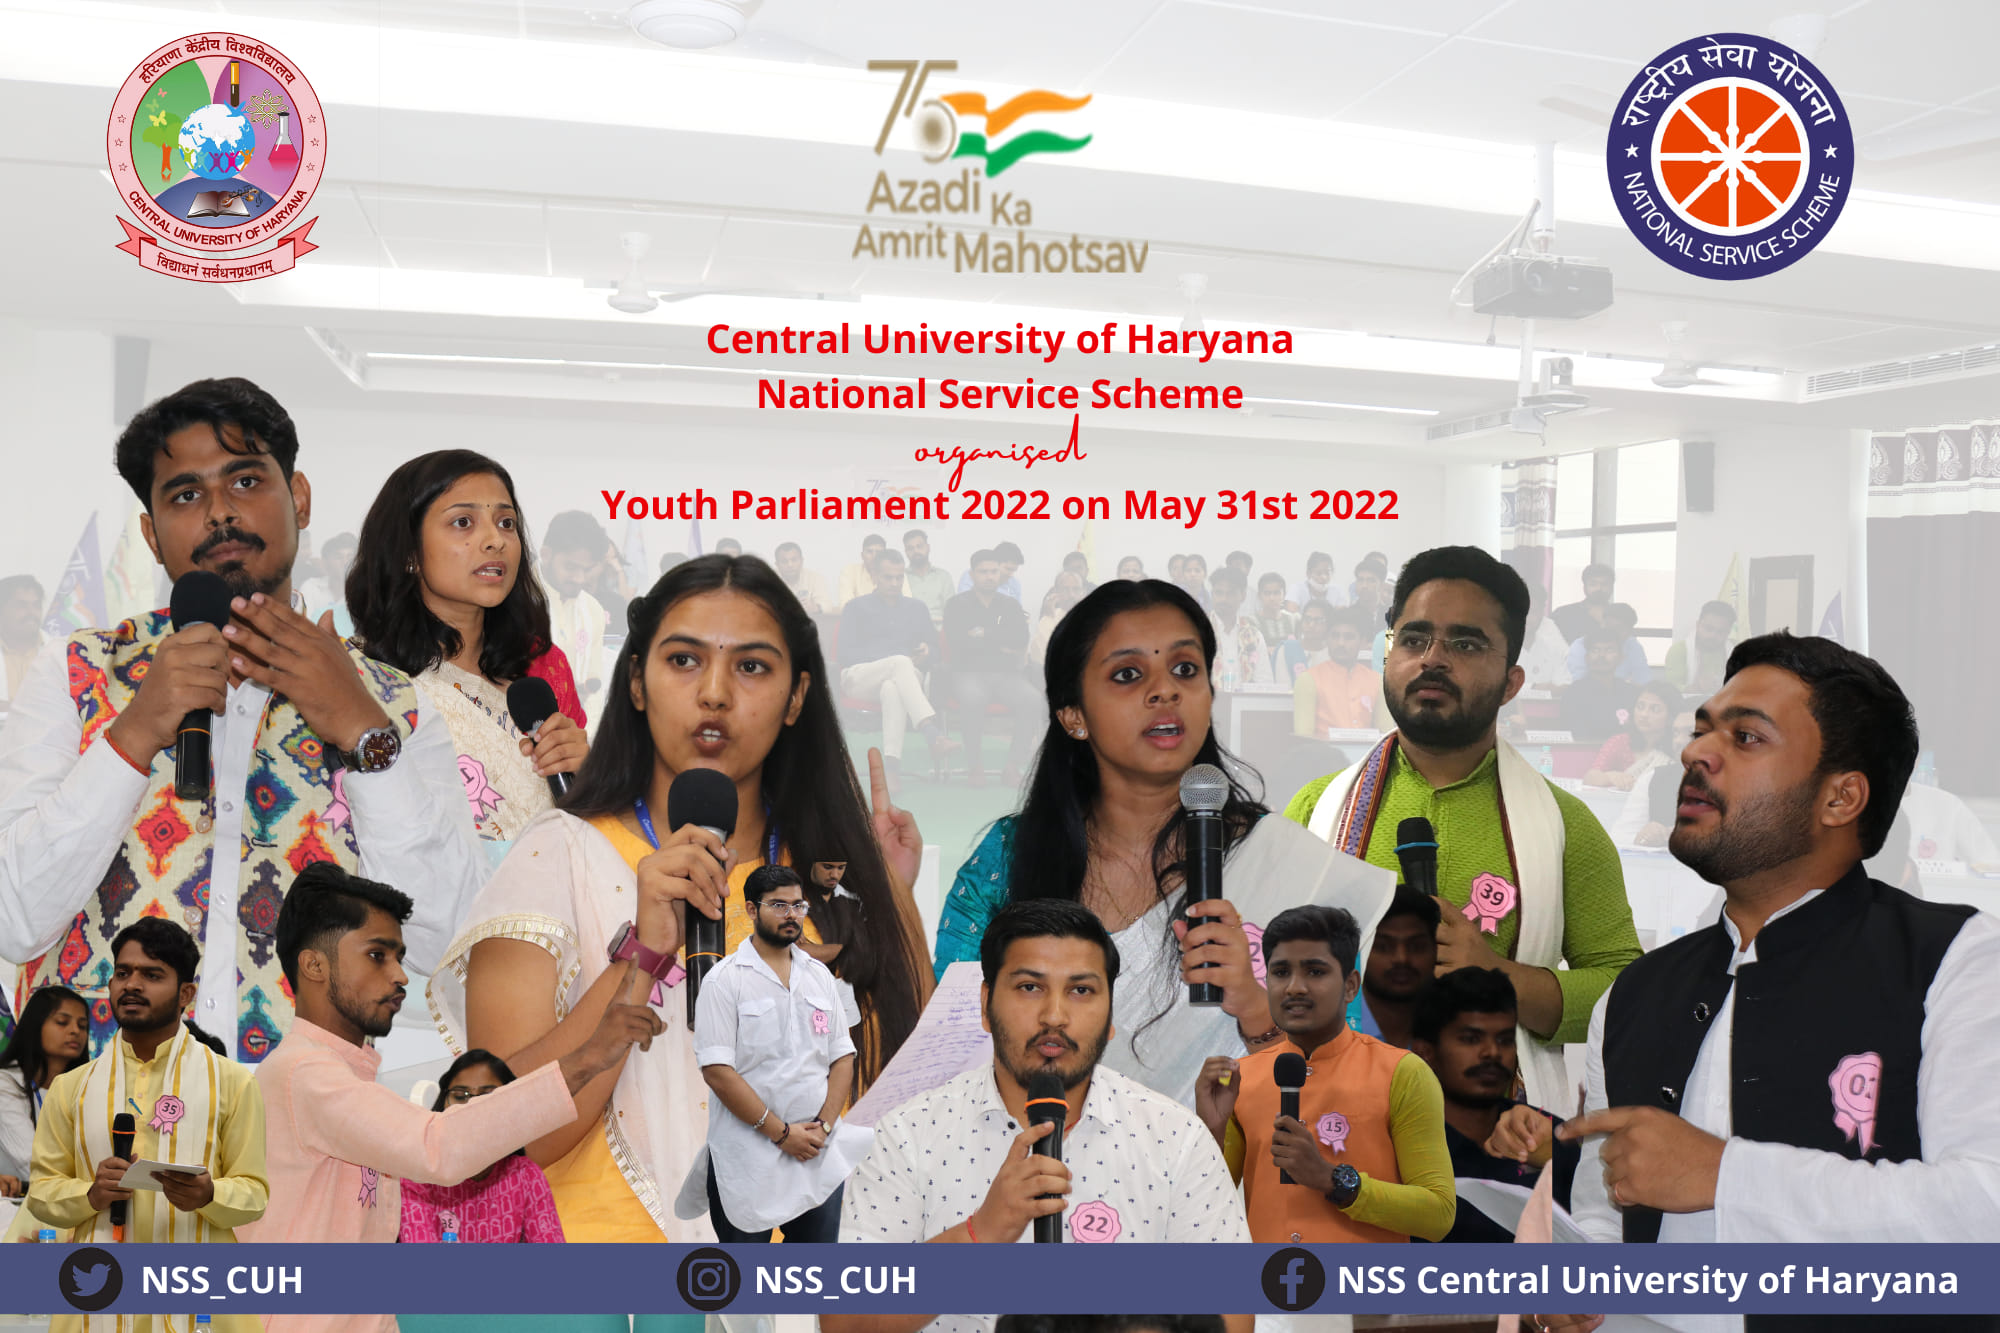 हरियाणा केंद्रीय विश्वविद्यालय
CENTRAL UNIVERSITY OF HARYANA
विद्याधनं सर्वधनप्रधानम्
75
Azadi Ka
Amrit Mahotsav
राष्ट्रीय सेवा योजना
NATIONAL SERVICE SCHEME
Central University of Haryana
National Service Scheme
organised
Youth Parliament 2022 on May 31st 2022
39
42
35
15
22
NSS_CUH
NSS_CUH
NSS Central University of Haryana